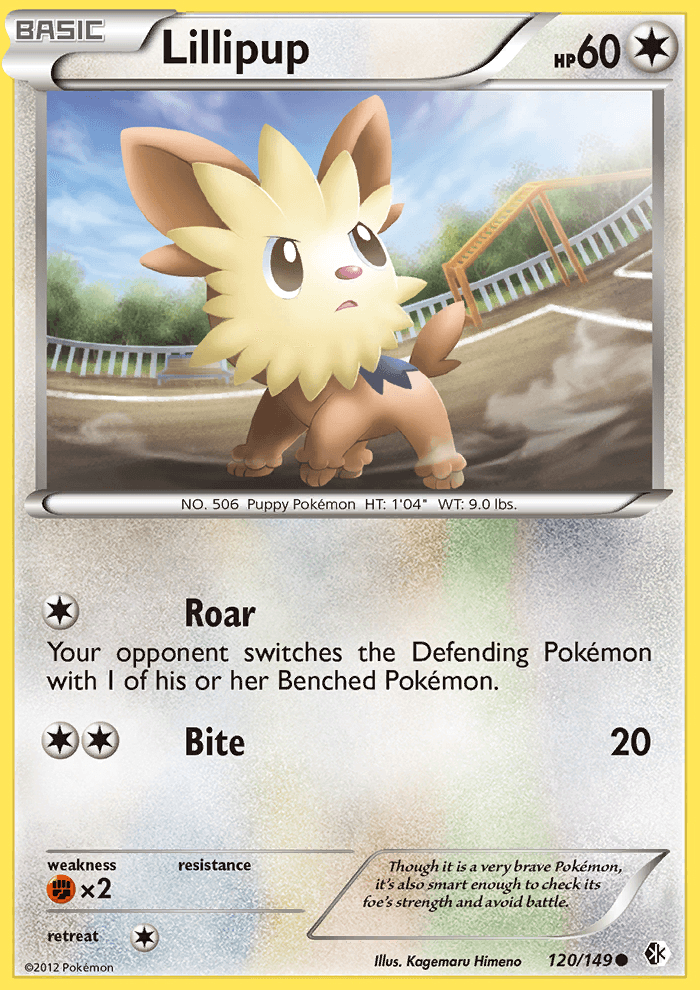 BASIC
Lillipup
HP60
NO. 506 Puppy Pokémon HT: 1'04" WT: 9.0 lbs.
Roar
Your opponent switches the Defending Pokémon
with 1 of his or her Benched Pokémon.
Bite 20
weakness resistance
×2
Though it is a very brave Pokémon,
it's also smart enough to check its
foe's strength and avoid battle.
retreat
Illus. Kagemaru Himeno 120/149
©2012 Pokémon